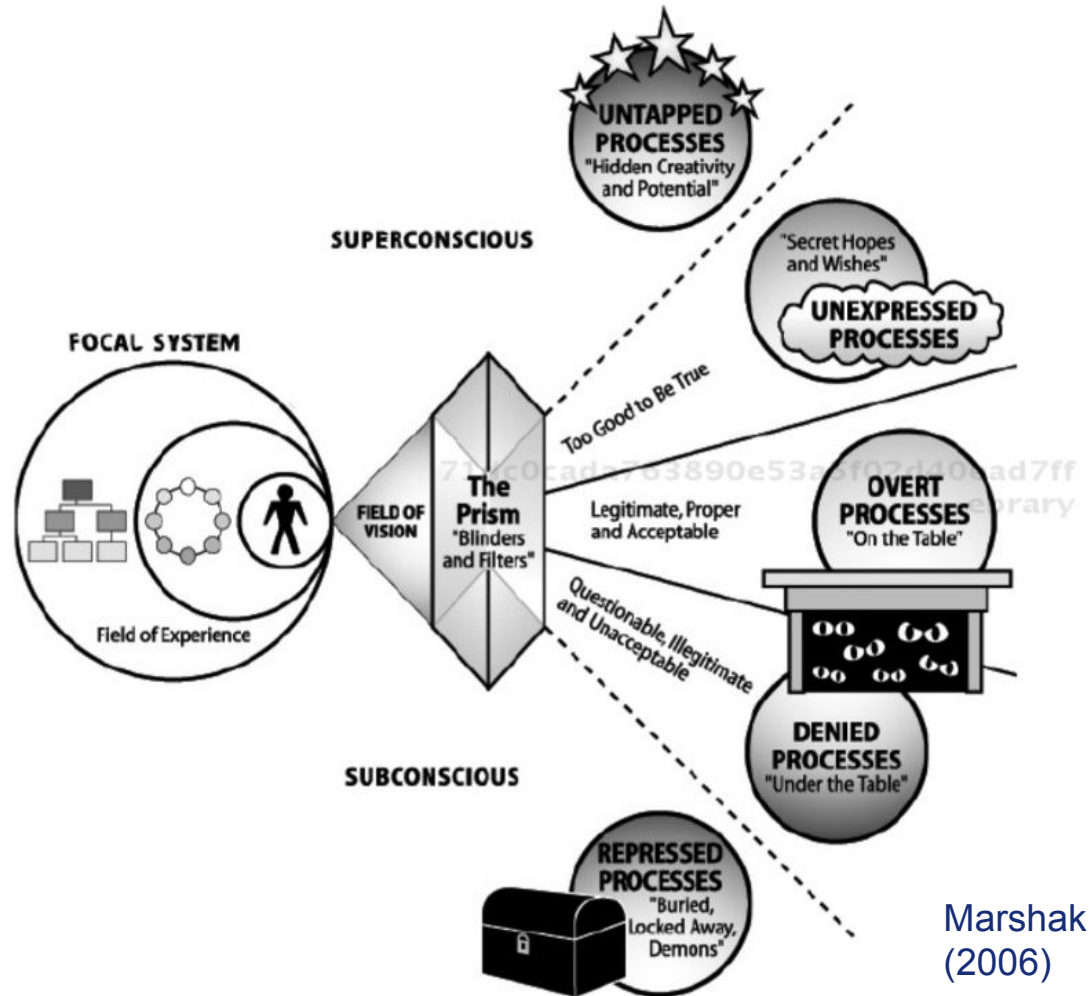 UNTAPPED
PROCESSES
"Hidden Creativity
and Potential"
SUPERCONSCIOUS
"Secret Hopes
and Wishes"
UNEXPRESSED
PROCESSES
FOCAL SYSTEM
Field of Experience
FIELD OF
VISION
The
Prism
"Blinders
and Filters"
Too Good to Be True
Legitimate, Proper
and Acceptable
Questionable, Illegitimate
and Unacceptable
OVERT
PROCESSES
"On the Table"
ebrary
DENIED
PROCESSES
"Under the Table"
SUBCONSCIOUS
REPRESSED
PROCESSES
"Buried,
Locked Away,
Demons"
Marshak
(2006)